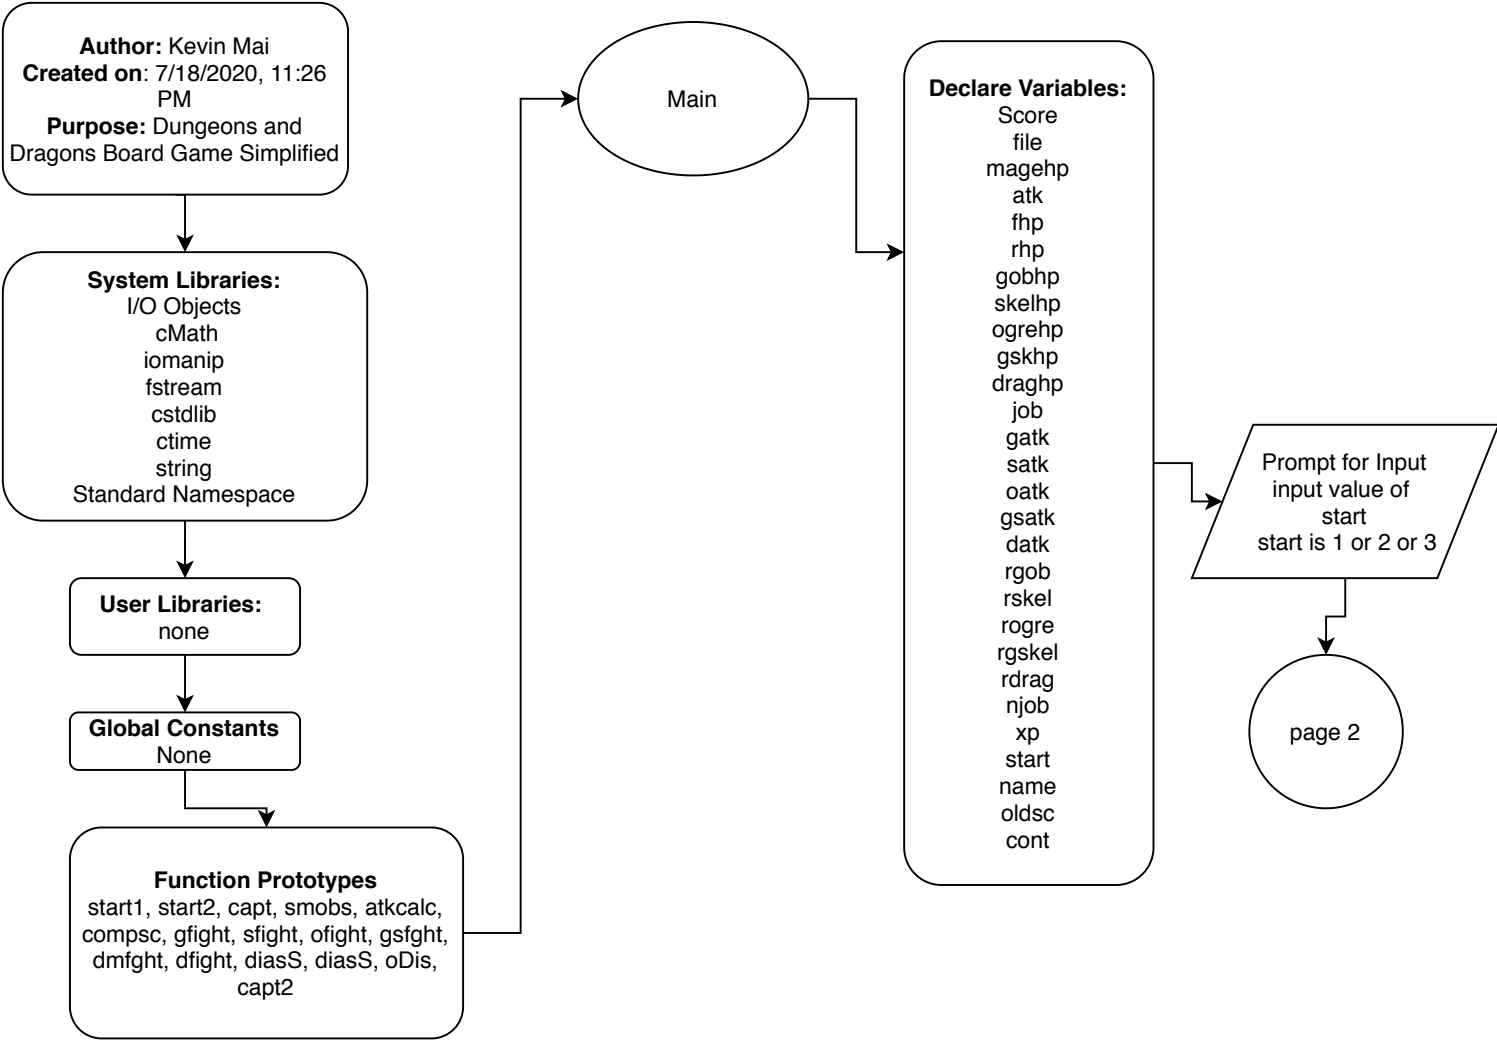 Author: Kevin Mai
Created on: 7/18/2020, 11:26
PM
Purpose: Dungeons and
Dragons Board Game Simplified
System Libraries:
I/O Objects
cMath
iomanip
fstream
cstdlib
ctime
string
Standard Namespace
User Libraries:
none
Global Constants
None
Function Prototypes
start1, start2, capt, smobs, atkcalc,
compsc, gfight, sfight, ofight, gsfght,
dmfght, dfight, diasS, diasS, oDis,
capt2
Main
Declare Variables:
Score
file
magehp
atk
fhp
rhp
gobhp
skelhp
ogrehp
gskhp
draghp
job
gatk
satk
oatk
gsatk
datk
rgob
rskel
rogre
rgskel
rdrag
njob
xp
start
name
oldsc
cont
Prompt for Input
input value of
start
start is 1 or 2 or 3
page 2